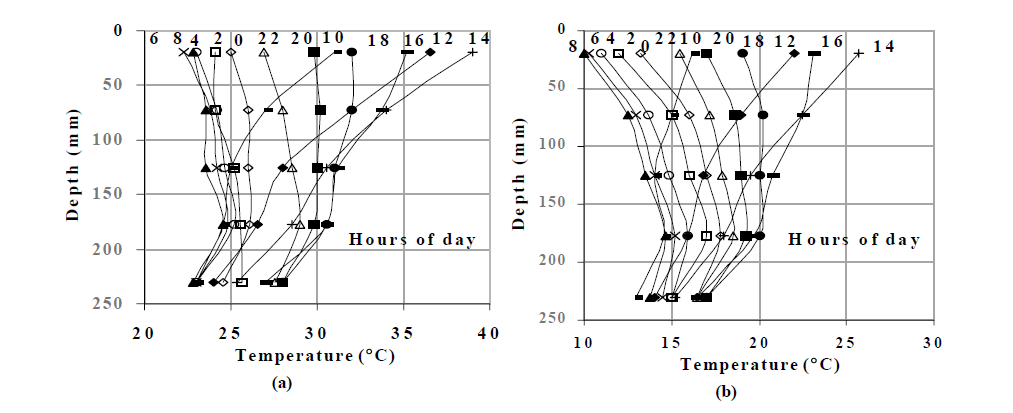 0
6 8 4 2 0 22 20 10 18 16 12 14
50
100
150
200
250
Depth (mm)
Hours of day
20 25 30 35 40
Temperature (°C)
(a)
0
8 6 4 2 0 22 10 20 18 12 16 14
50
100
150
200
250
Depth (mm)
Hours of day
10 15 20 25 30
Temperature (°C)
(b)